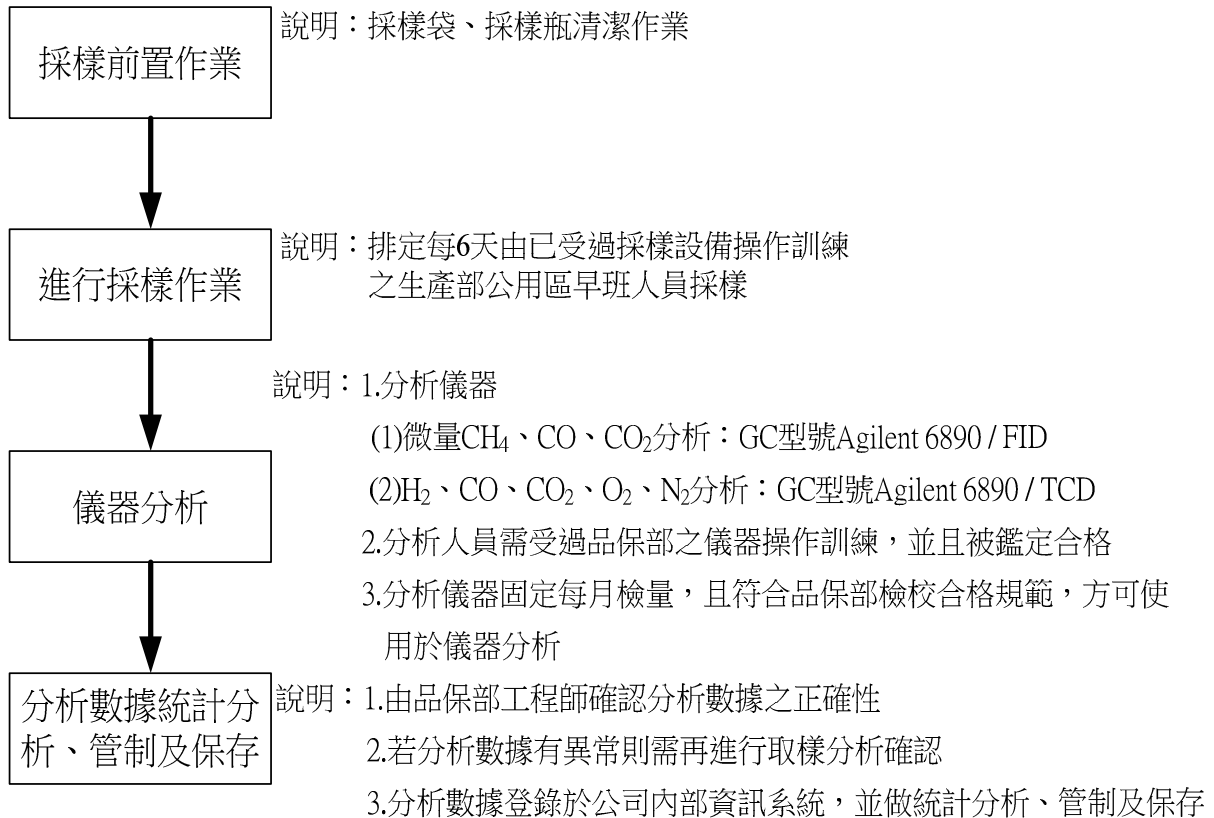 採樣前置作業
說明：採樣袋、採樣瓶清潔作業
進行採樣作業
說明：排定每6天由已受過採樣設備操作訓練
之生產部公用區早班人員採樣
儀器分析
說明：1.分析儀器
(1)微量CH₄、CO、CO₂分析：GC型號Agilent 6890 / FID
(2)H₂、CO、CO₂、O₂、N₂分析：GC型號Agilent 6890 / TCD
2.分析人員需受過品保部之儀器操作訓練，並且被鑑定合格
3.分析儀器固定每月檢量，且符合品保部檢校合格規範，方可使
用於儀器分析
分析數據統計分
析、管制及保存
說明：1.由品保部工程師確認分析數據之正確性
2.若分析數據有異常則需再進行取樣分析確認
3.分析數據登錄於公司內部資訊系統，並做統計分析、管制及保存